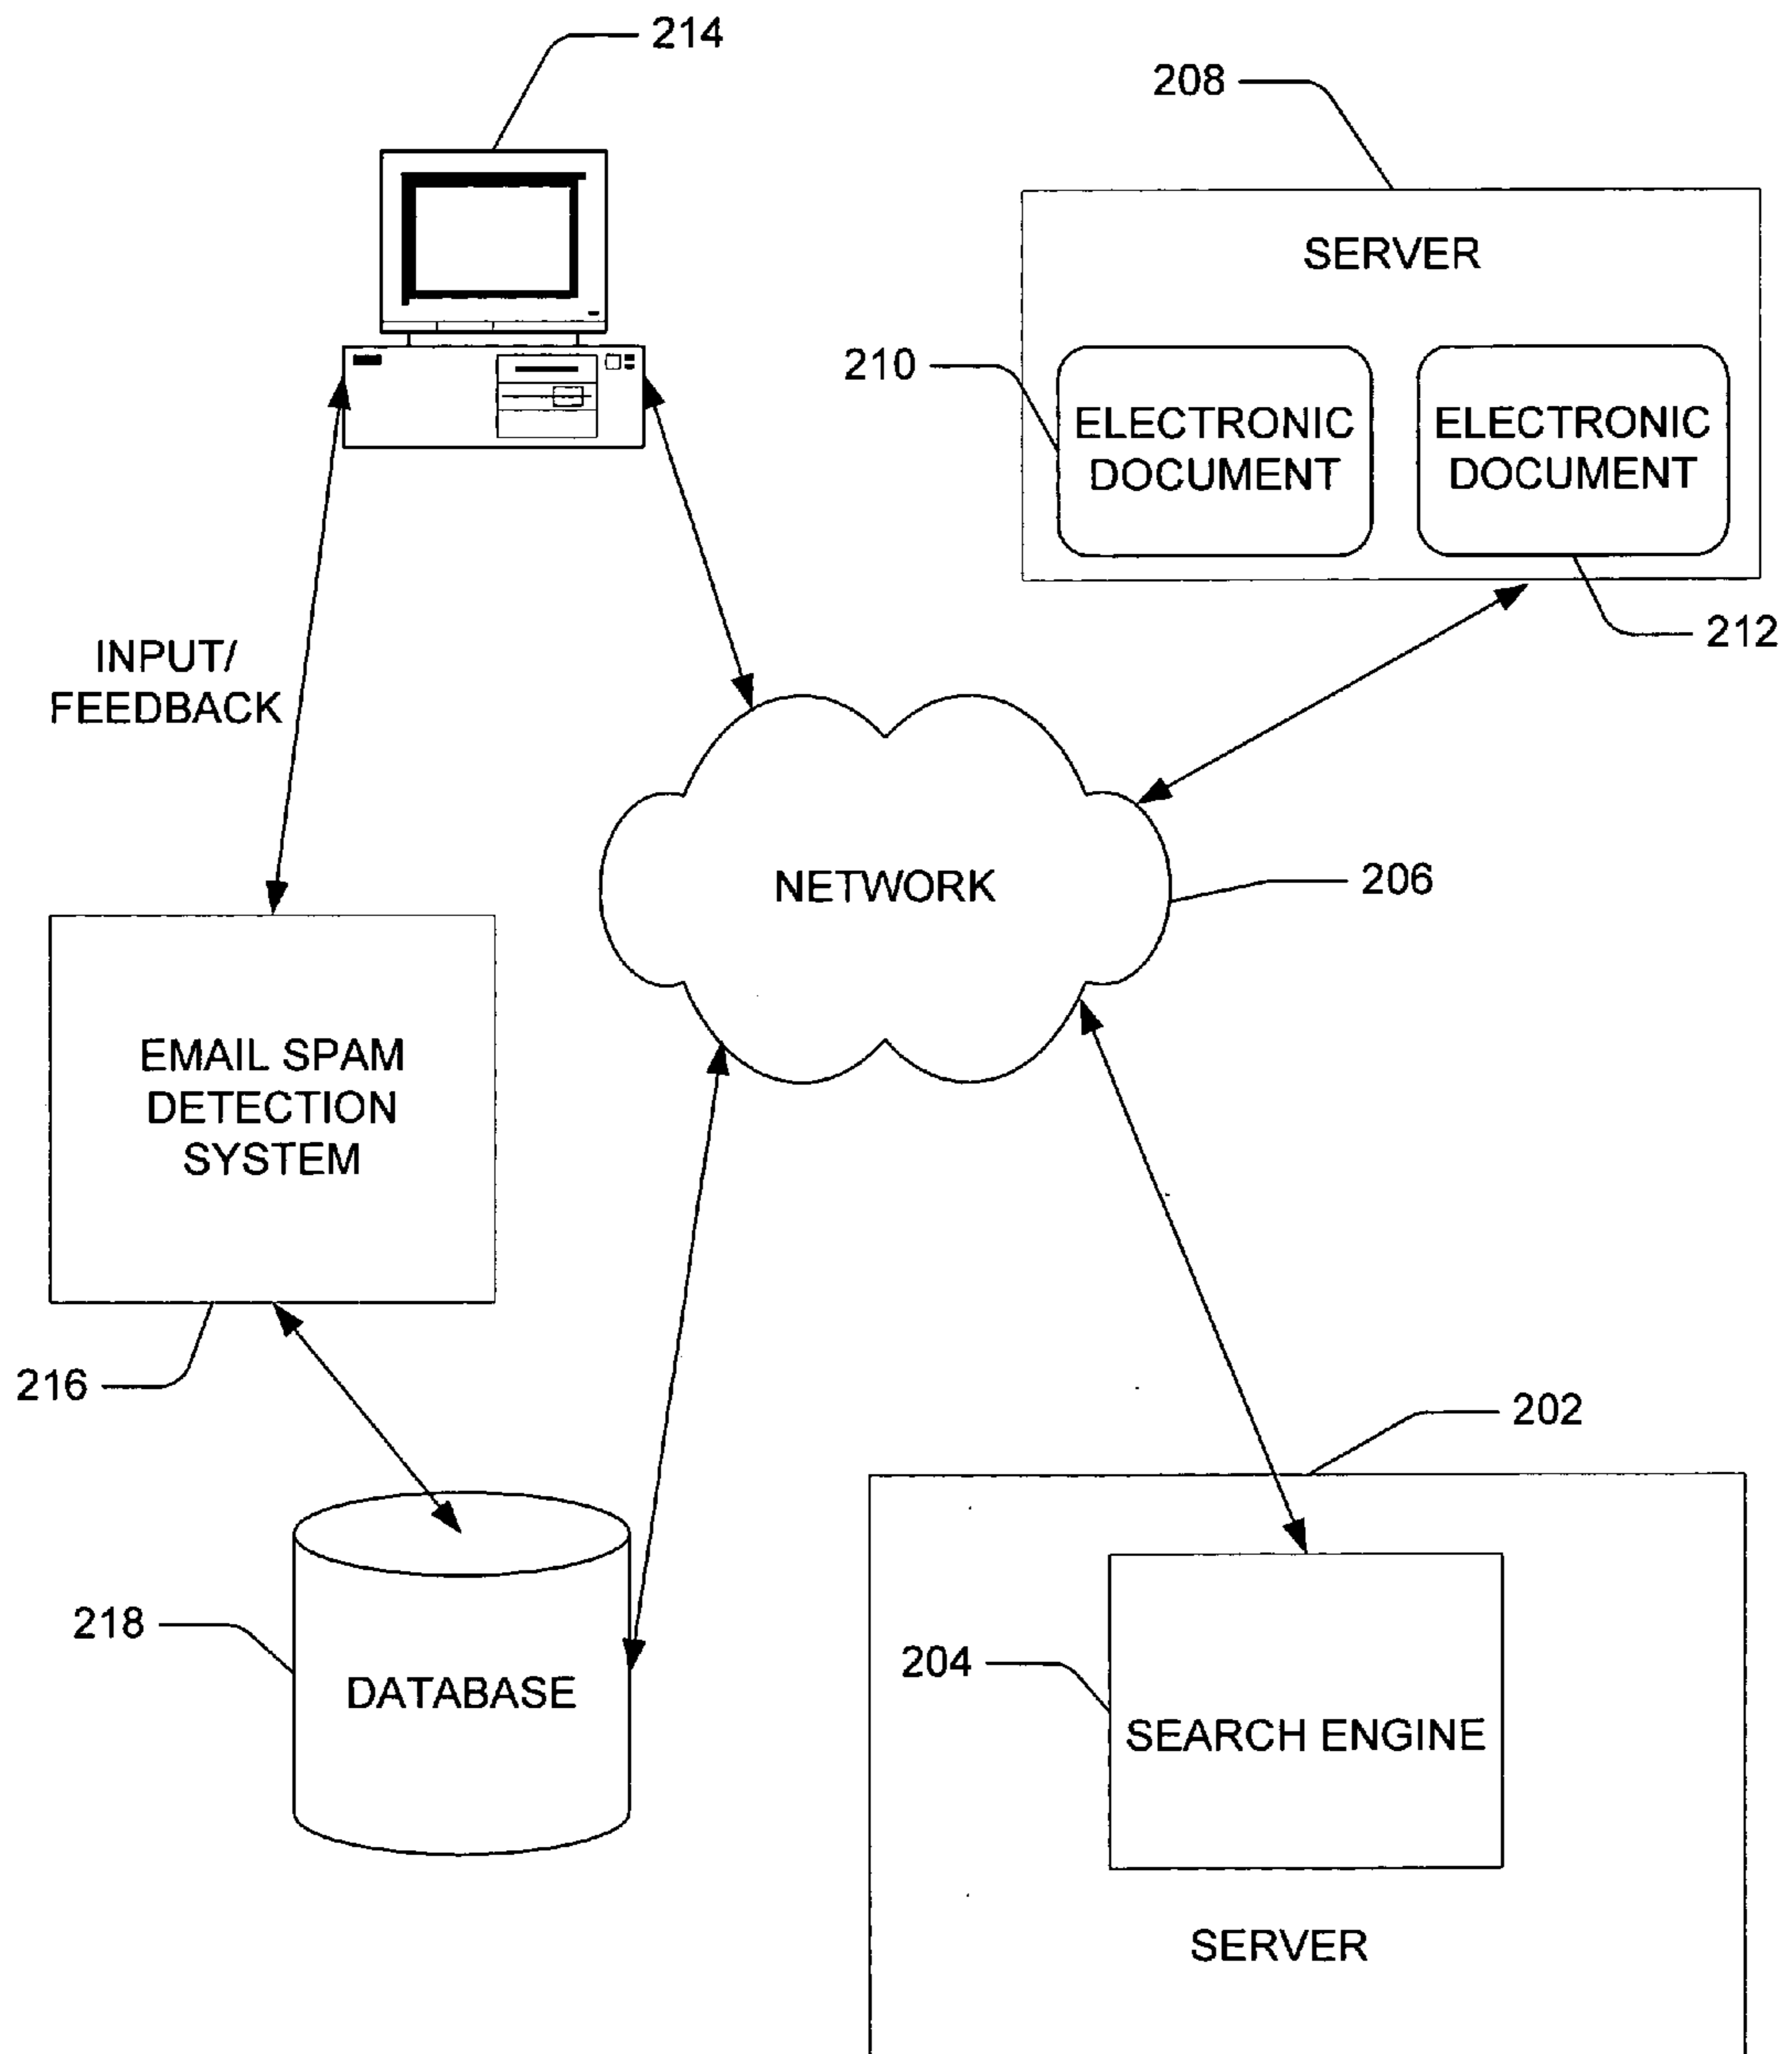 214
208
SERVER
210
ELECTRONIC
DOCUMENT
ELECTRONIC
DOCUMENT
212
INPUT/
FEEDBACK
NETWORK
206
EMAIL SPAM
DETECTION
SYSTEM
216
202
218
DATABASE
204
SEARCH ENGINE
SERVER